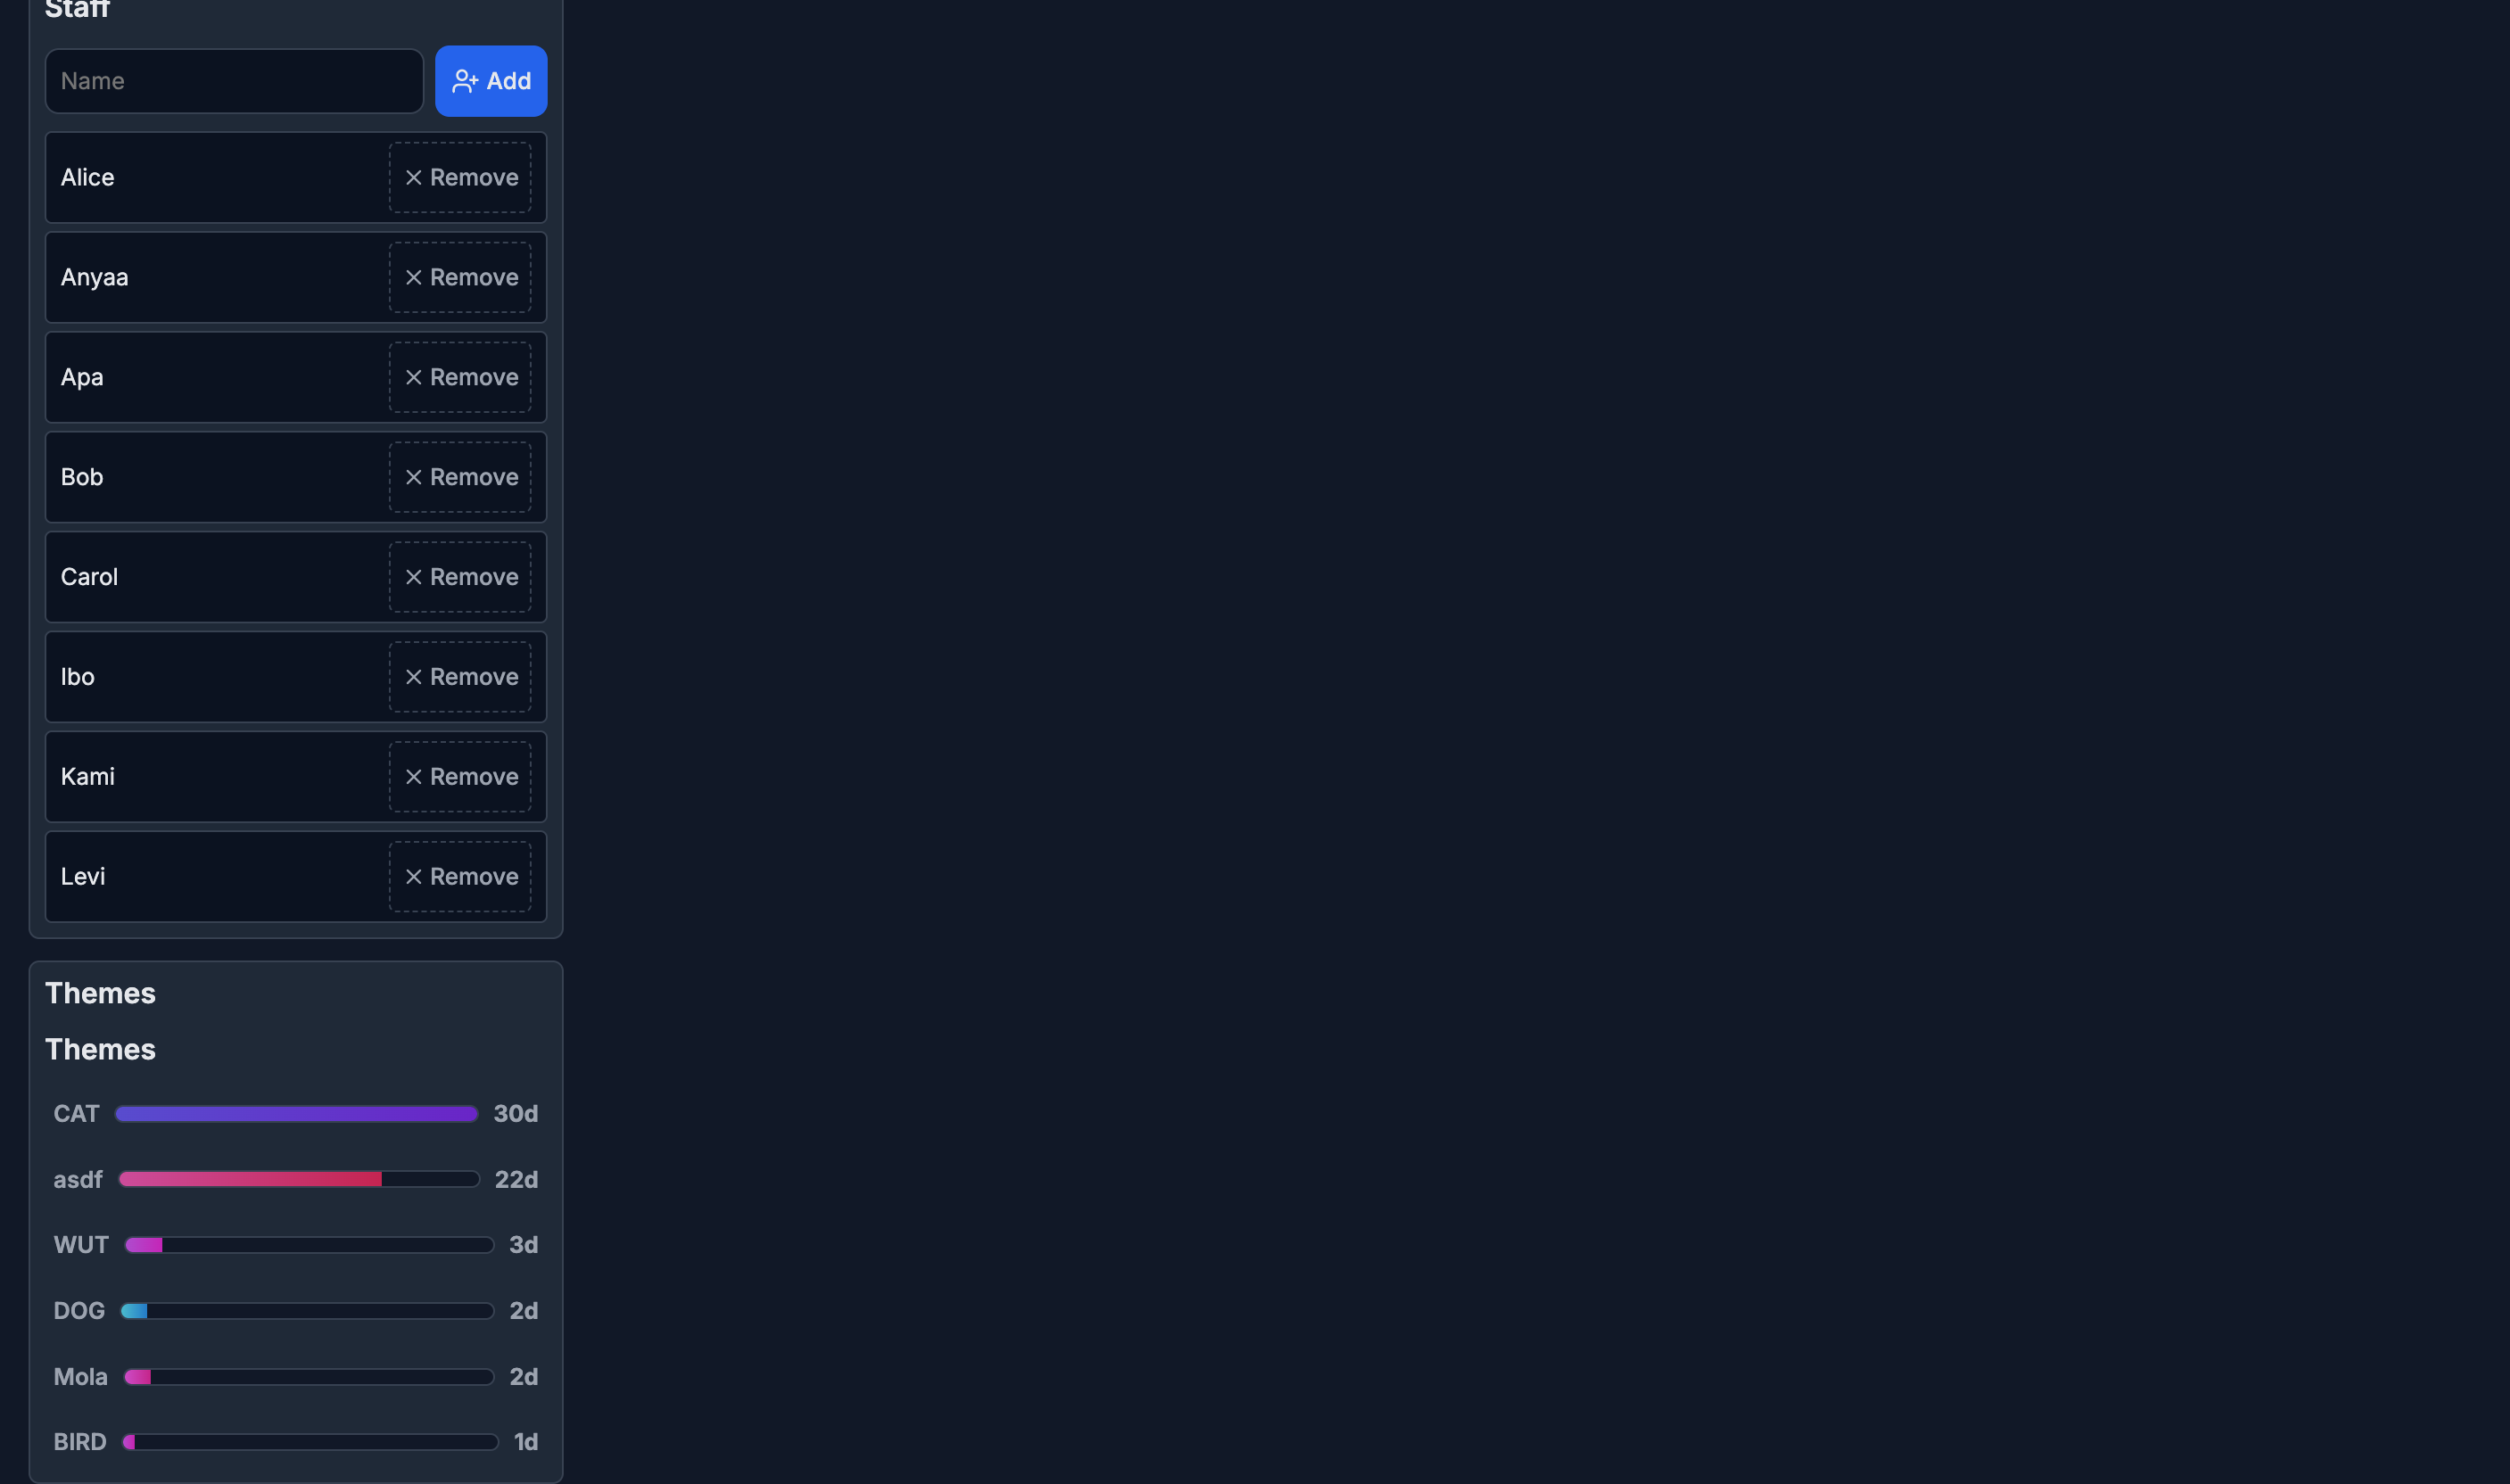 Staff
Name
Add
Alice
Remove
Anyaa
Remove
Apa
Remove
Bob
Remove
Carol
Remove
Ibo
Remove
Kami
Remove
Levi
Remove
Themes
Themes
CAT 30d
asdf 22d
WUT 3d
DOG 2d
Mola 2d
BIRD 1d